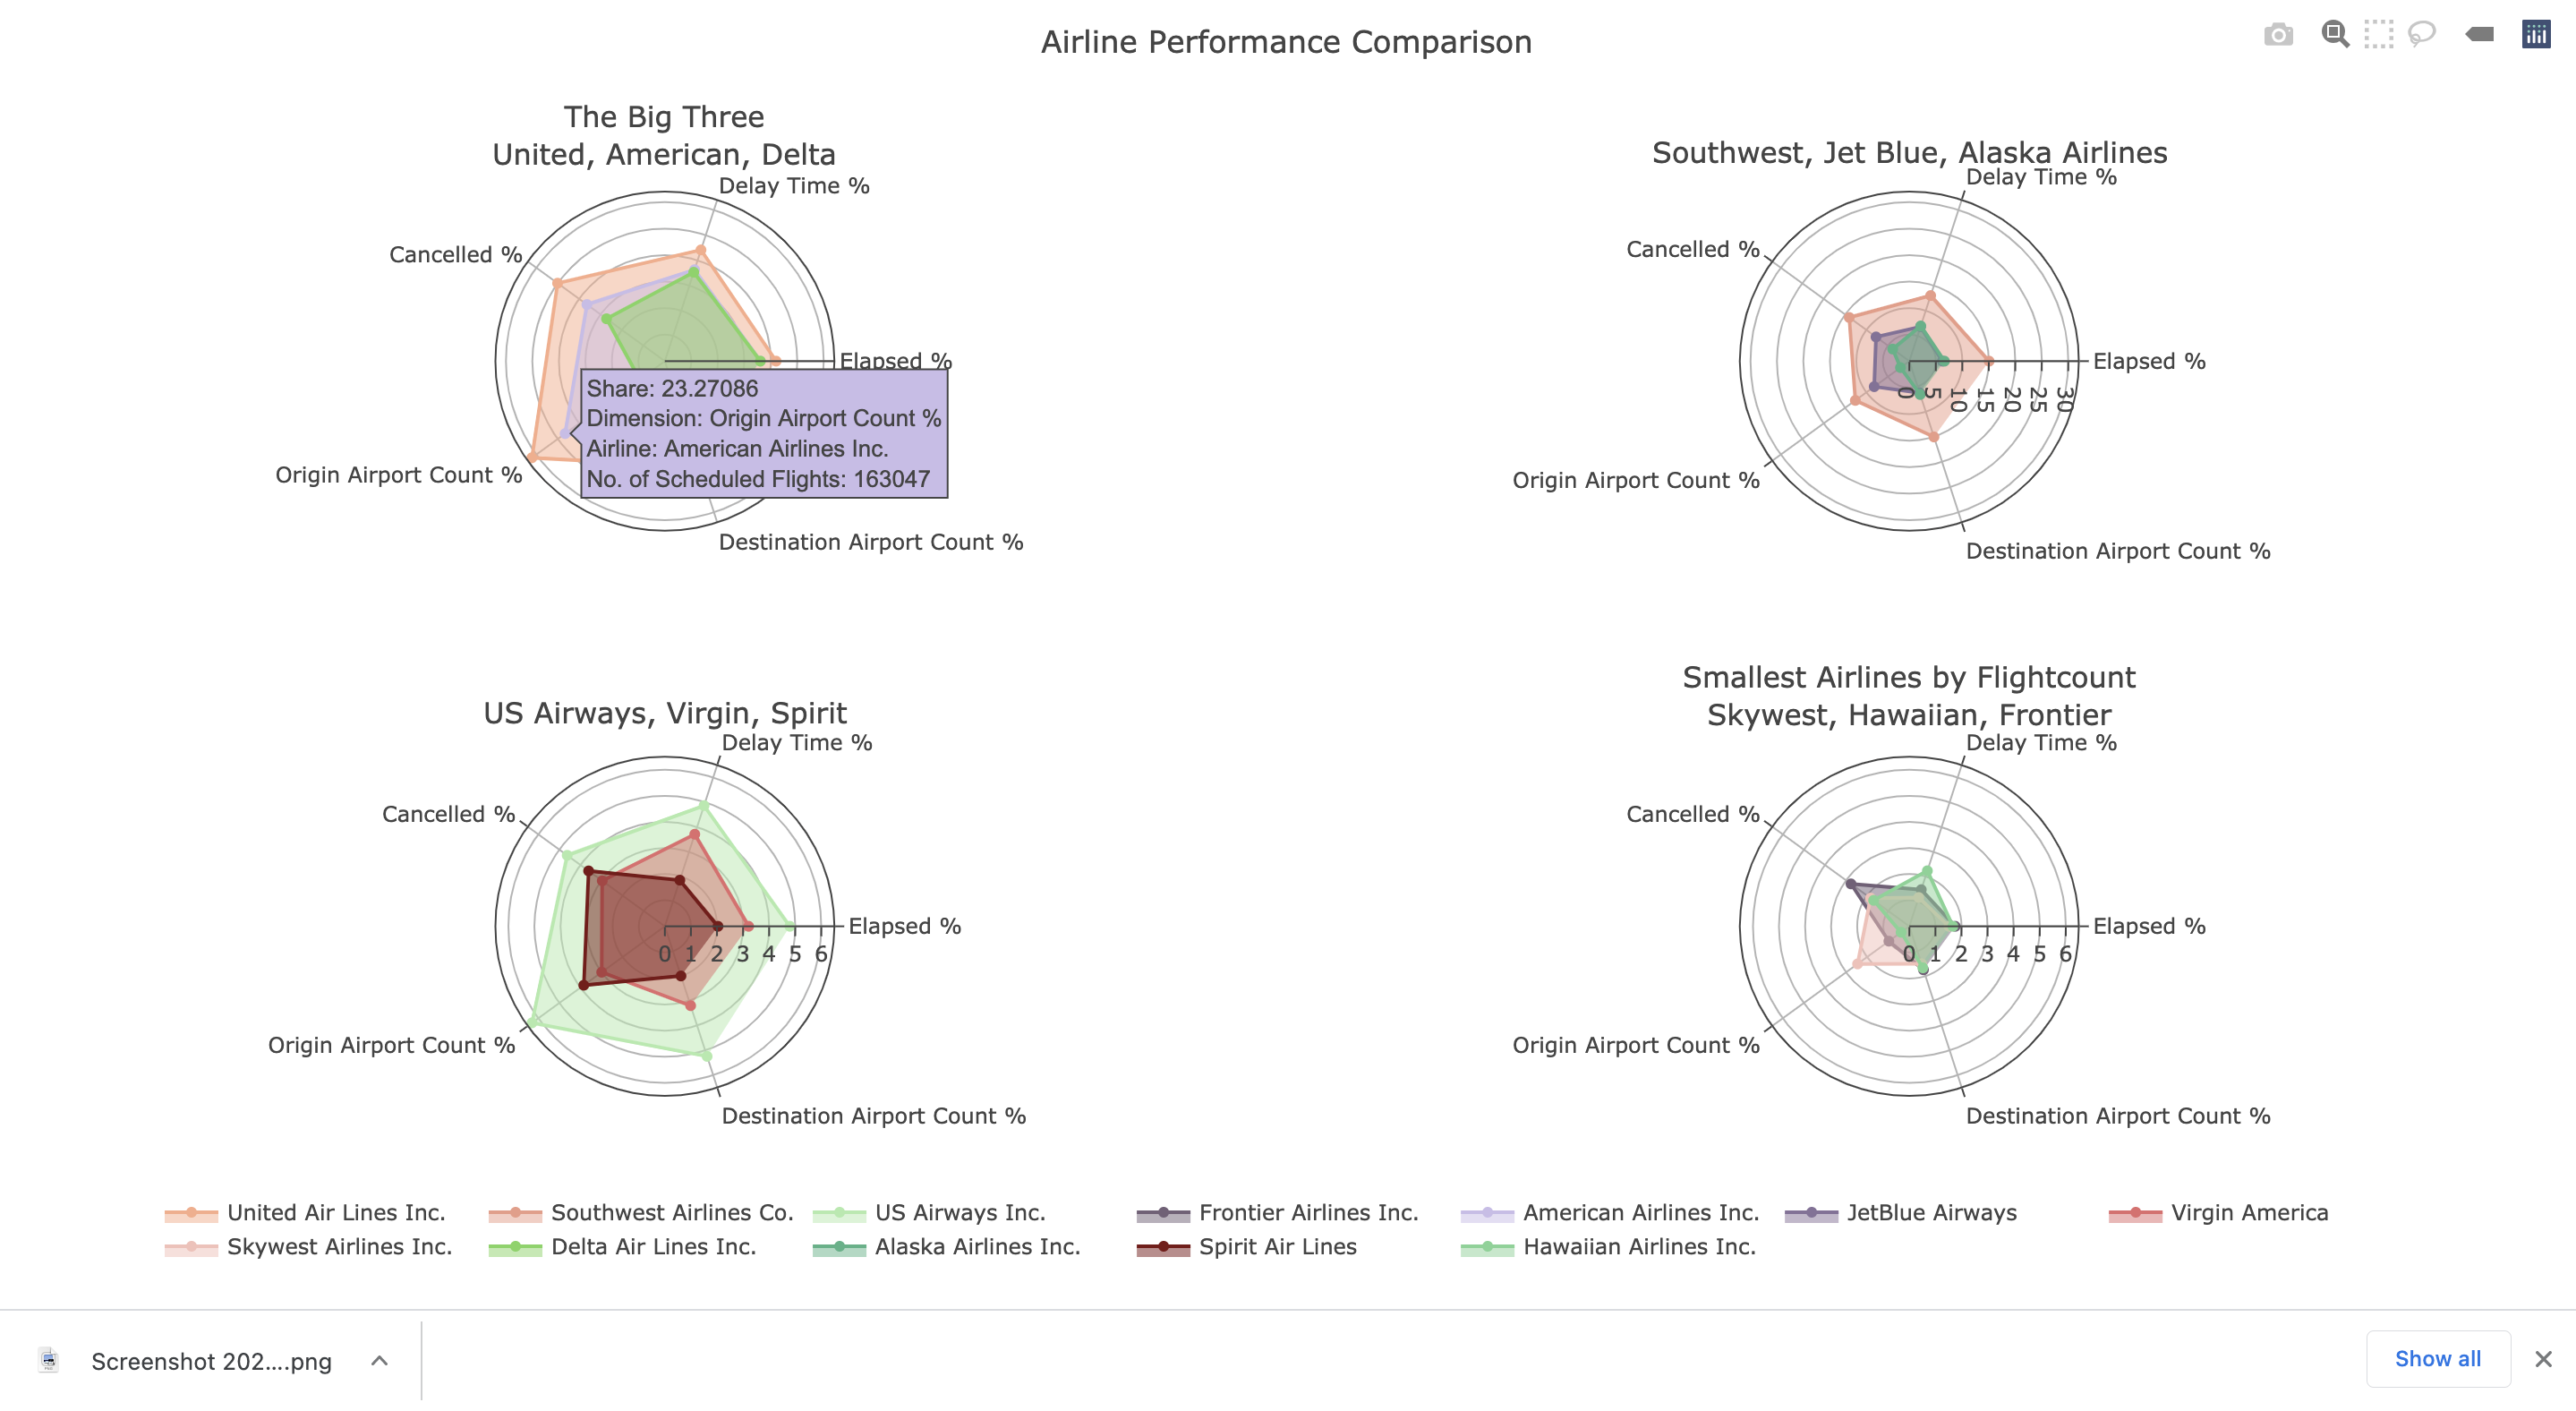 Airline Performance Comparison
The Big Three
United, American, Delta
Delay Time %
Cancelled %
Elapsed %
Share: 23.27086
Dimension: Origin Airport Count %
Airline: American Airlines Inc.
No. of Scheduled Flights: 163047
Origin Airport Count %
Destination Airport Count %
Southwest, Jet Blue, Alaska Airlines
Delay Time %
Cancelled %
Elapsed %
0 5 10 15 20 25 30
Origin Airport Count %
Destination Airport Count %
US Airways, Virgin, Spirit
Delay Time %
Cancelled %
Elapsed %
0 1 2 3 4 5 6
Origin Airport Count %
Destination Airport Count %
Smallest Airlines by Flightcount
Skywest, Hawaiian, Frontier
Delay Time %
Cancelled %
Elapsed %
0 1 2 3 4 5 6
Origin Airport Count %
Destination Airport Count %
United Air Lines Inc. Southwest Airlines Co. US Airways Inc. Frontier Airlines Inc. American Airlines Inc. JetBlue Airways Virgin America
Skywest Airlines Inc. Delta Air Lines Inc. Alaska Airlines Inc. Spirit Air Lines Hawaiian Airlines Inc.
Screenshot 202....png
Show all